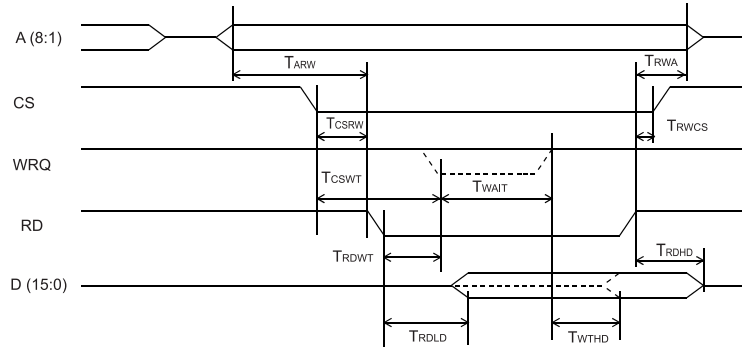 A (8:1)
TARW
TRWA
CS
TCSRW
TRWCS
WRQ
TCSWT
TWAIT
RD
TRDWT
TRDHD
D (15:0)
TRDLD
TWTHD